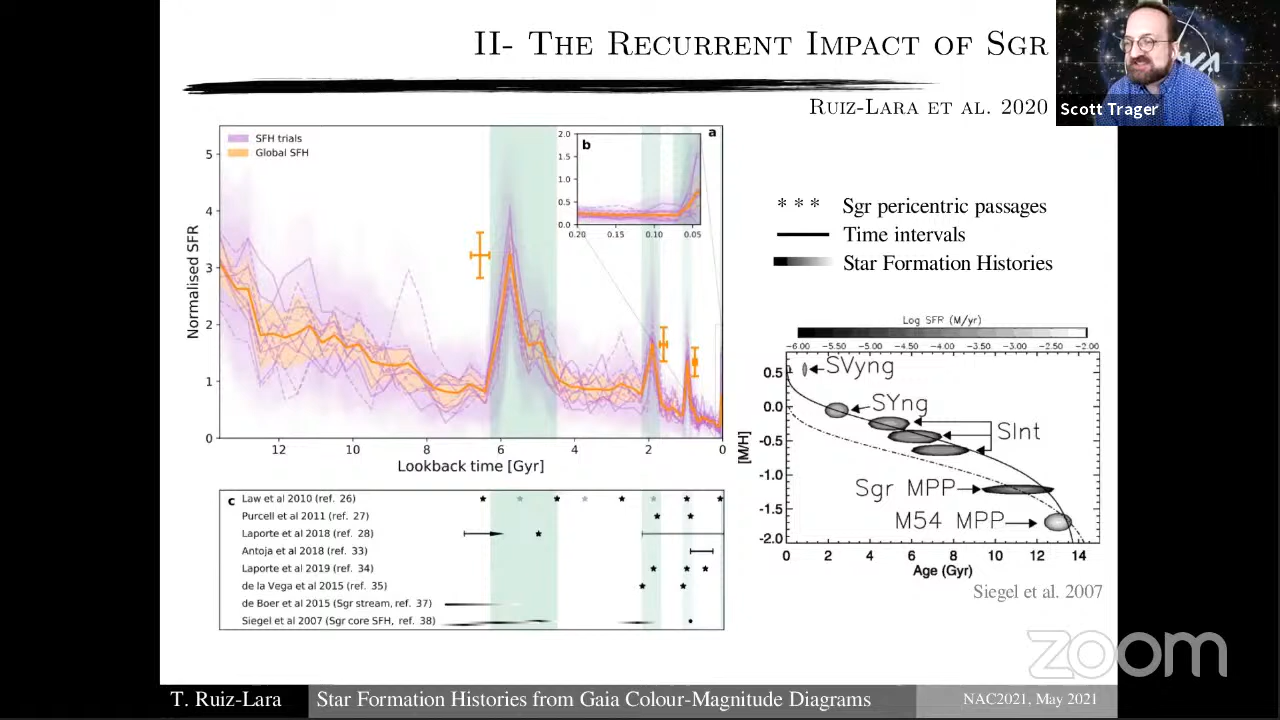 II- The Recurrent Impact of Sgr
Ruiz-Lara et al. 2020
Scott Trager
SFH trials
Global SFH
a
b
2.0
1.5
1.0
0.5
0.0
0.20 0.15 0.10 0.05
5
4
3
2
1
0
Normalised SFR
12 10 8 6 4 2 0
Lookback time [Gyr]
c
Law et al 2010 (ref. 26)
Purcell et al 2011 (ref. 27)
Laporte et al 2018 (ref. 28)
Antoja et al 2018 (ref. 33)
Laporte et al 2019 (ref. 34)
de la Vega et al 2015 (ref. 35)
de Boer et al 2015 (Sgr stream, ref. 37)
Siegel et al 2007 (Sgr core SFH, ref. 38)
* * * Sgr pericentric passages
Time intervals
Star Formation Histories
Log SFR (M/yr)
-6.00 -5.50 -5.00 -4.50 -4.00 -3.50 -3.00 -2.50 -2.00
0.5
0.0
-0.5
-1.0
-1.5
-2.0
[M/H]
SVyng
SYng
SInt
Sgr MPP
M54 MPP
0 2 4 6 8 10 12 14
Age (Gyr)
Siegel et al. 2007
zoom
T. Ruiz-Lara Star Formation Histories from Gaia Colour-Magnitude Diagrams NAC2021, May 2021